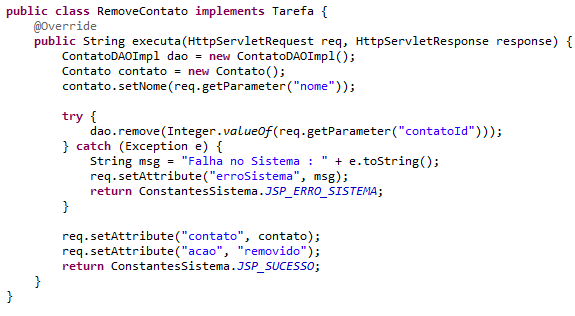 public class RemoveContato implements Tarefa {
@Override
public String executa(HttpServletRequest req, HttpServletResponse response) {
ContatoDAOImpl dao = new ContatoDAOImpl();
Contato contato = new Contato();
contato.setNome(req.getParameter("nome"));
try {
dao.remove(Integer.valueOf(req.getParameter("contatoId")));
} catch (Exception e) {
String msg = "Falha no Sistema : " + e.toString();
req.setAttribute("erroSistema", msg);
return ConstantesSistema.JSP_ERRO_SISTEMA;
}
req.setAttribute("contato", contato);
req.setAttribute("acao", "removido");
return ConstantesSistema.JSP_SUCESSO;
}
}